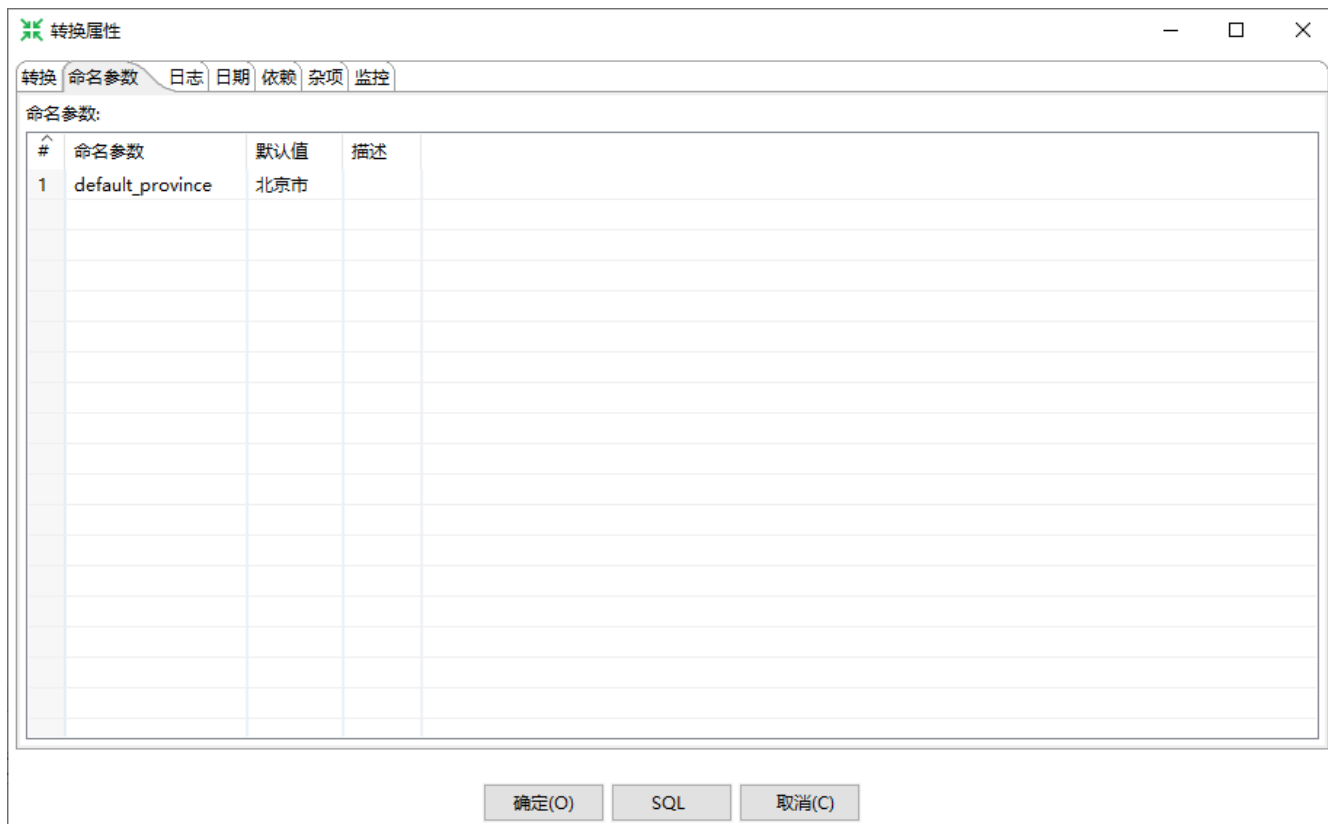 转换属性
转换 命名参数 日志 日期 依赖 杂项 监控
命名参数:
# 命名参数 默认值 描述
1 default_province 北京市
确定(O) SQL 取消(C)